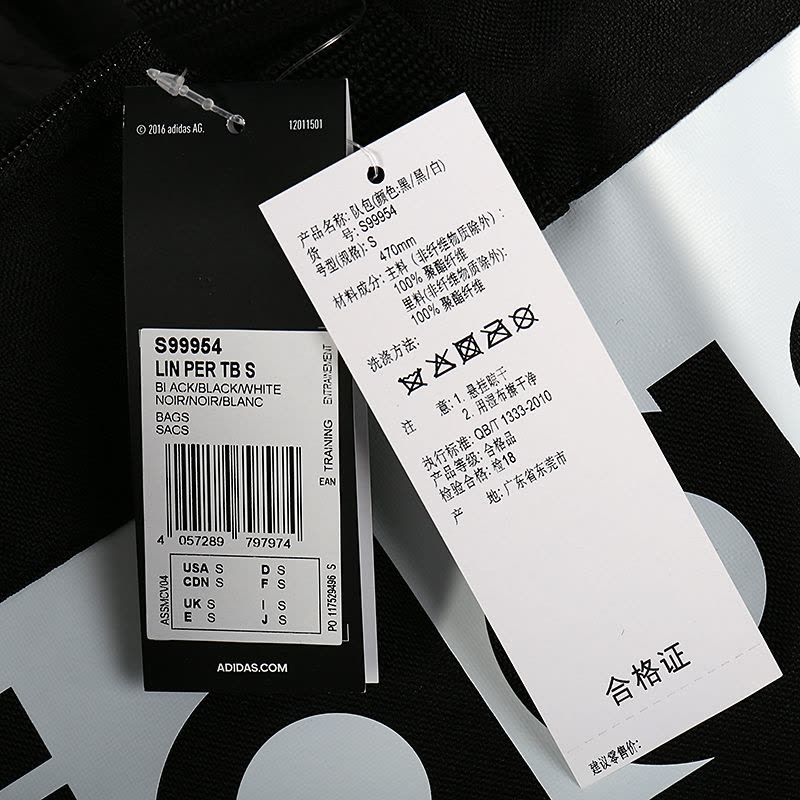 © 2016 adidas AG.
12011501
S99954
LIN PER TB S
BLACK/BLACK/WHITE
NOIR/NOIR/BLANC
BAGS
SACS
TRAINING
ENTRAINEMENT
EAN
4 057289 797974
USA S D S
CDN S F S
UK S I S
E S J S
ASSMCV04
PO 117529496 S
ADIDAS.COM
产品名称: 队包(颜色:黑/黑/白)
货 号: S99954
号型(规格): S
470mm
材料成分: 主料 (非纤维物质除外) :
100% 聚酯纤维
里料(非纤维物质除外):
100% 聚酯纤维
洗涤方法:
注 意: 1. 悬挂晾干
2. 用湿布擦干净
执行标准: QB/T 1333-2010
产品等级: 合格品
检验合格: 检18
产 地: 广东省东莞市
合格证
建议零售价: